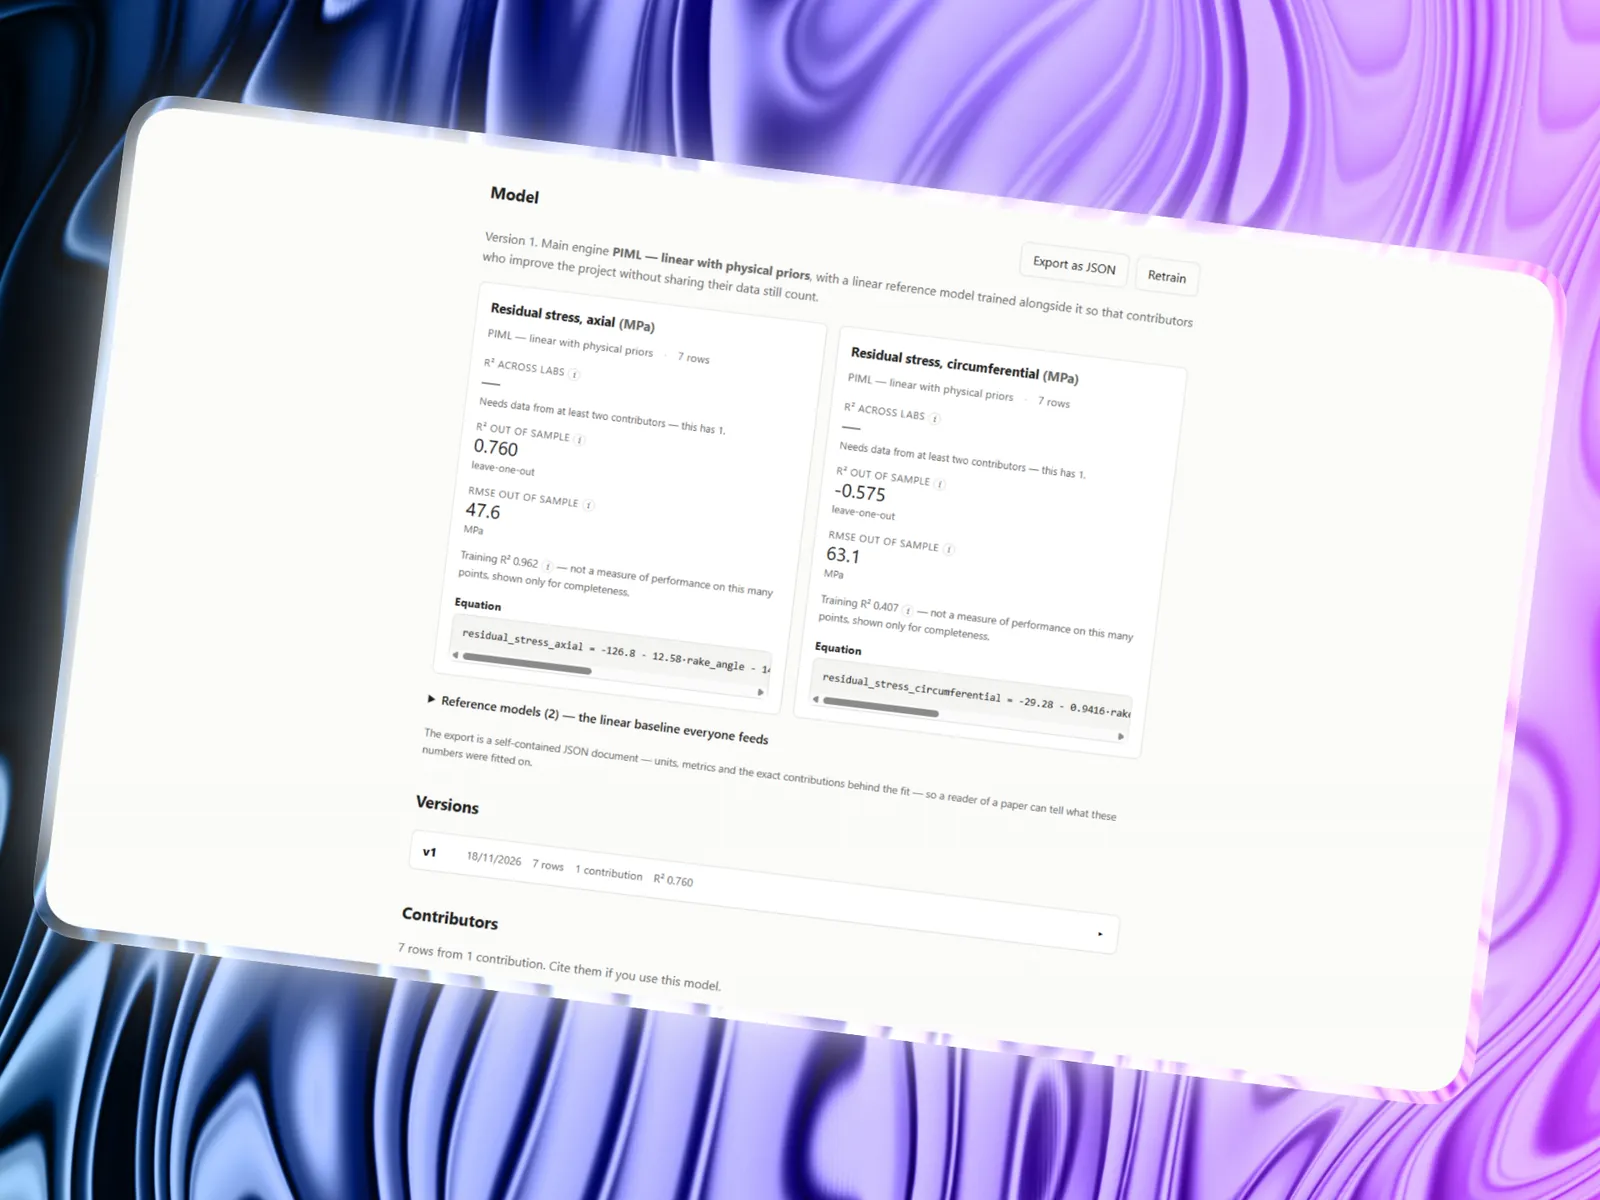 Model
Export as JSON
Retrain
Version 1. Main engine PIML — linear with physical priors, with a linear reference model trained alongside it so that contributors
who improve the project without sharing their data still count.
Residual stress, axial (MPa)
PIML — linear with physical priors · 7 rows
R² ACROSS LABS i
—
Needs data from at least two contributors — this has 1.
R² OUT OF SAMPLE i
0.760
leave-one-out
RMSE OUT OF SAMPLE i
47.6
MPa
Training R² 0.962 i — not a measure of performance on this many
points, shown only for completeness.
Equation
residual_stress_axial = -126.8 - 12.58·rake_angle - 14
Residual stress, circumferential (MPa)
PIML — linear with physical priors · 7 rows
R² ACROSS LABS i
—
Needs data from at least two contributors — this has 1.
R² OUT OF SAMPLE i
-0.575
leave-one-out
RMSE OUT OF SAMPLE i
63.1
MPa
Training R² 0.407 i — not a measure of performance on this many
points, shown only for completeness.
Equation
residual_stress_circumferential = -29.28 - 0.9416·rake
▶ Reference models (2) — the linear baseline everyone feeds
The export is a self-contained JSON document — units, metrics and the exact contributions behind the fit — so a reader of a paper can tell what these
numbers were fitted on.
Versions
v1 18/11/2026 7 rows 1 contribution R² 0.760
Contributors
7 rows from 1 contribution. Cite them if you use this model.